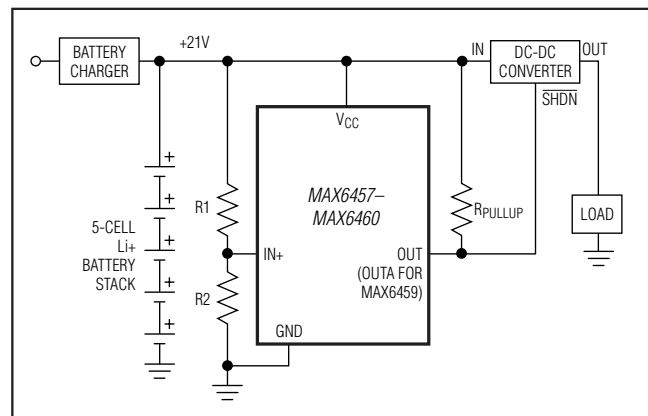 BATTERY
CHARGER
+21V
IN
DC-DC
CONVERTER
OUT
SHDN
VCC
R1
MAX6457–
MAX6460
RPULLUP
LOAD
5-CELL
Li+
BATTERY
STACK
IN+
OUT
(OUTA FOR
MAX6459)
R2
GND
+
+
+
+
+